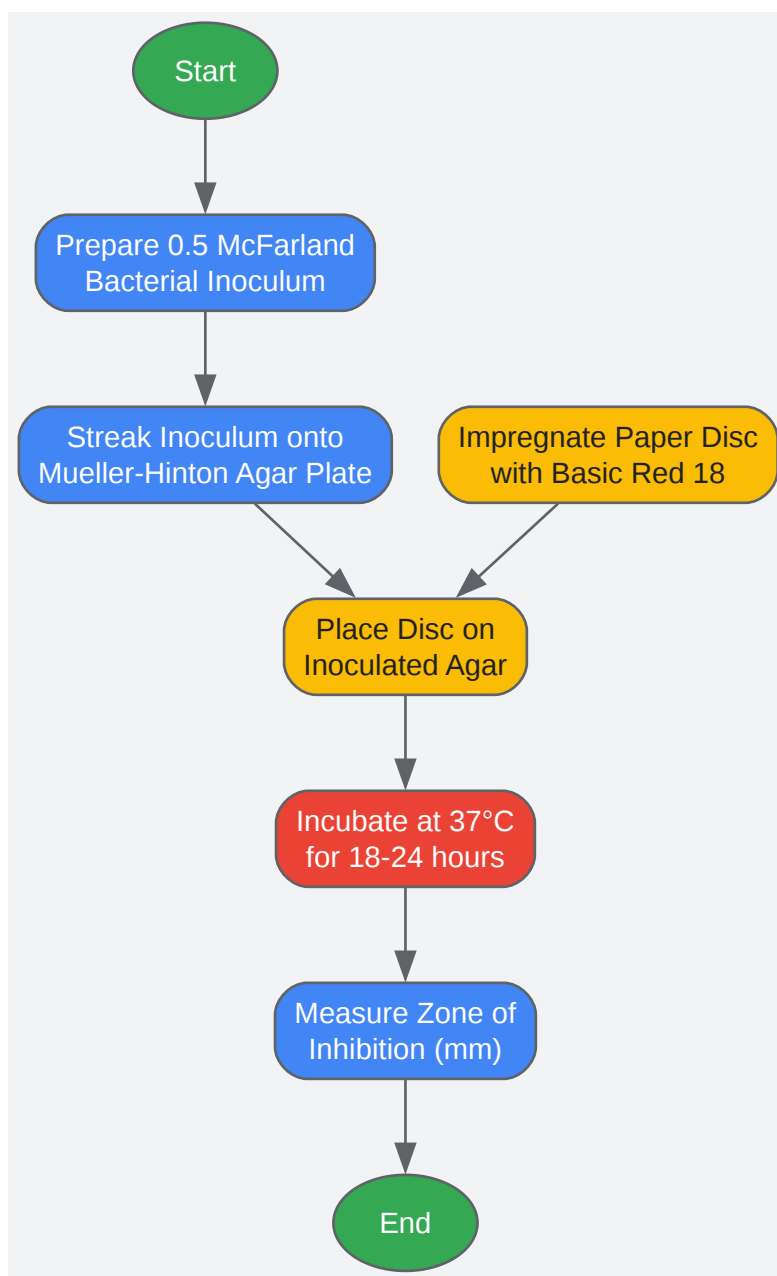 Start
Prepare 0.5 McFarland
Bacterial Inoculum
Streak Inoculum onto
Mueller-Hinton Agar Plate
Impregnate Paper Disc
with Basic Red 18
Place Disc on
Inoculated Agar
Incubate at 37°C
for 18-24 hours
Measure Zone of
Inhibition (mm)
End